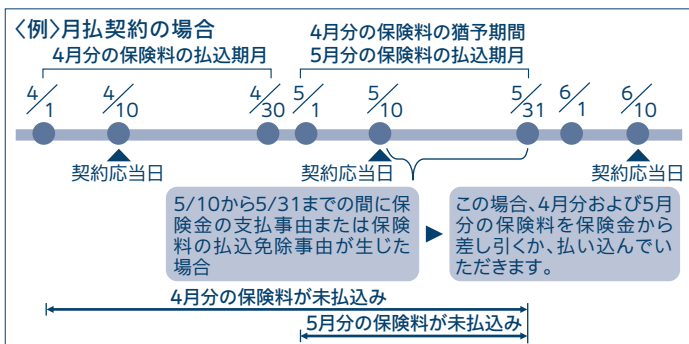 〈例〉月払契約の場合
4月分の保険料の払込期月
4月分の保険料の猶予期間
5月分の保険料の払込期月
4/1 4/10 4/30 5/1 5/10 5/31 6/1 6/10
契約応当日 契約応当日 契約応当日
5/10から5/31までの間に保
険金の支払事由または保険
料の払込免除事由が生じた
場合
この場合、4月分および5月
分の保険料を保険金から
差し引くか、払い込んでい
ただきます。
4月分の保険料が未払込み
5月分の保険料が未払込み